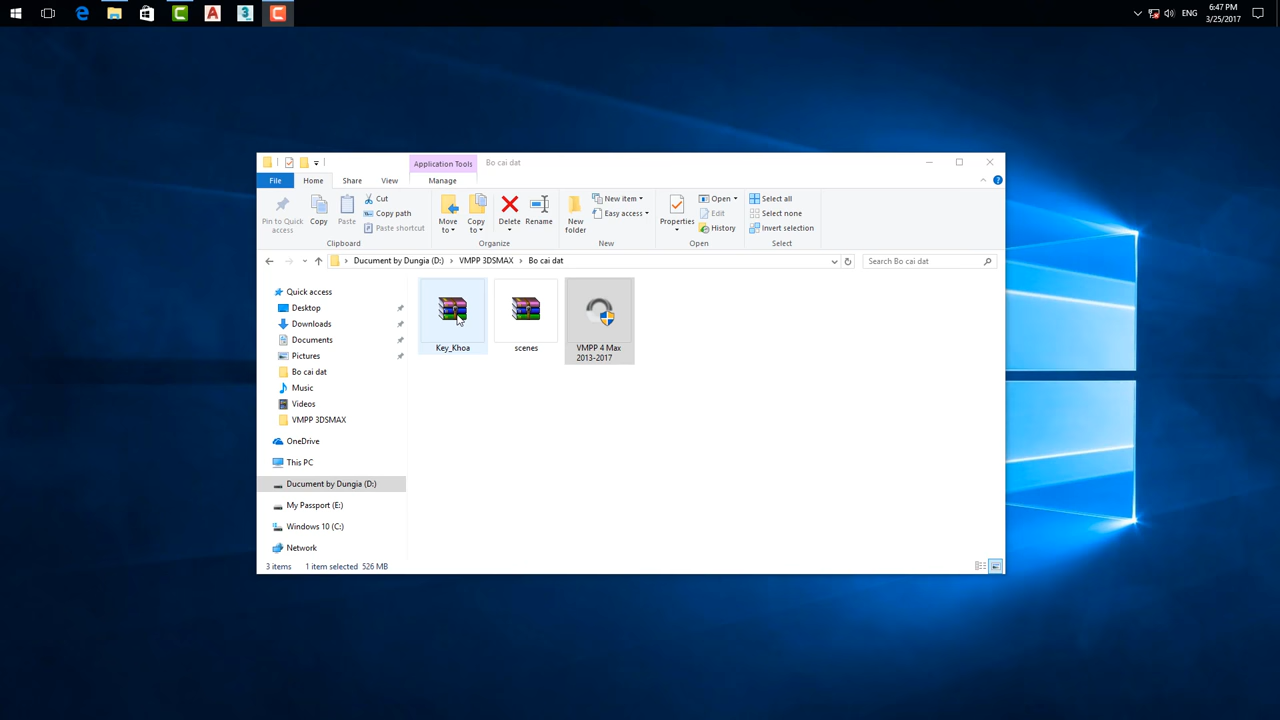 6:47 PM
ENG
3/25/2017
Application Tools
Bo cai dat
File
Home
Share
View
Manage
Pin to Quick
access
Copy
Paste
Cut
Copy path
Paste shortcut
Clipboard
Move
to
Copy
to
Delete
Rename
Organize
New
folder
New item
Easy access
New
Properties
Open
Edit
History
Open
Select all
Select none
Invert selection
Select
Ducument by Dungia (D:) > VMPP 3DSMAX > Bo cai dat
Search Bo cai dat
Quick access
Desktop
Downloads
Documents
Pictures
Bo cai dat
Music
Videos
VMPP 3DSMAX
OneDrive
This PC
Ducument by Dungia (D:)
My Passport (E:)
Windows 10 (C:)
Network
Key_Khoa
scenes
VMPP 4 Max
2013-2017
3 items
1 item selected 526 MB